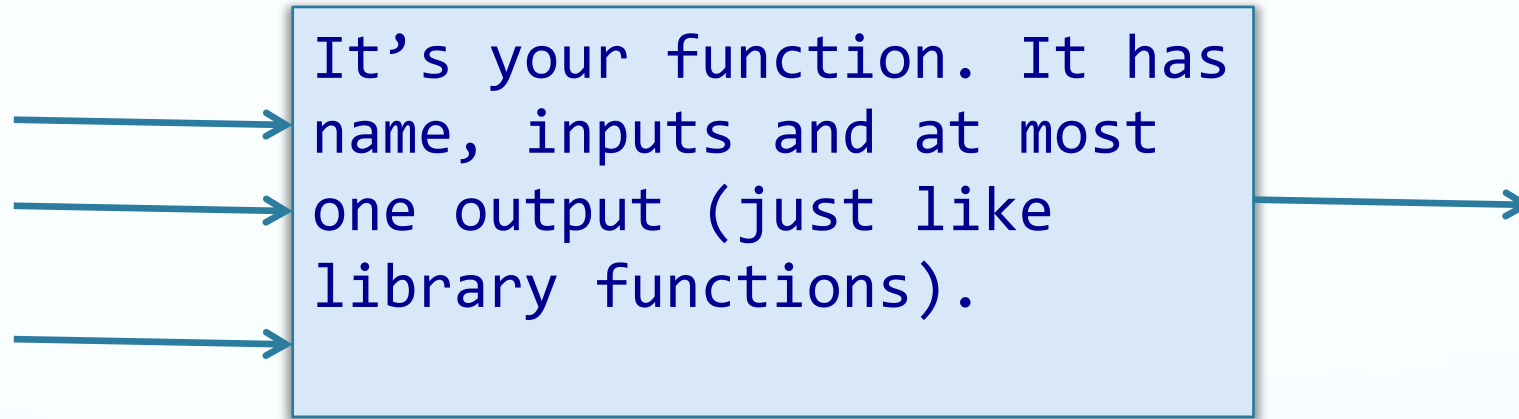 It’s your function. It has
name, inputs and at most
one output (just like
library functions).